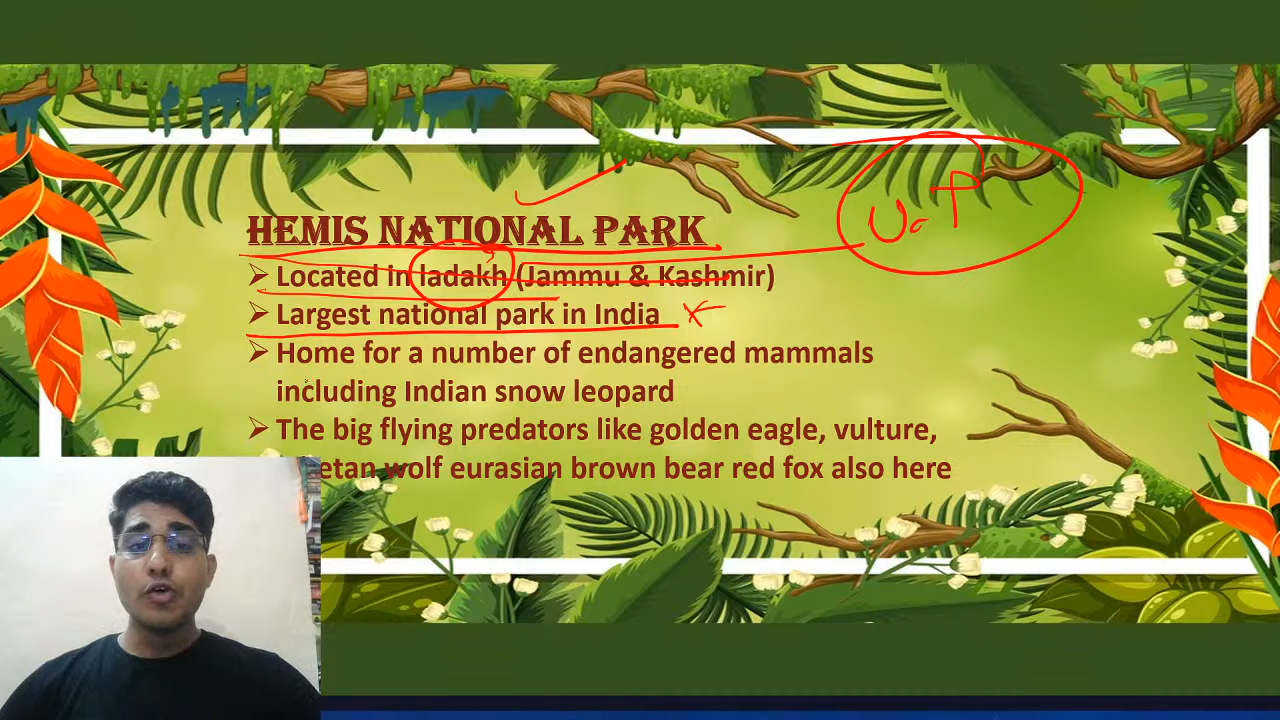 HEMIS NATIONAL PARK
➢ Located in ladakh (Jammu & Kashmir)
➢ Largest national park in India
➢ Home for a number of endangered mammals
including Indian snow leopard
➢ The big flying predators like golden eagle, vulture,
wolf eurasian brown bear red fox also here